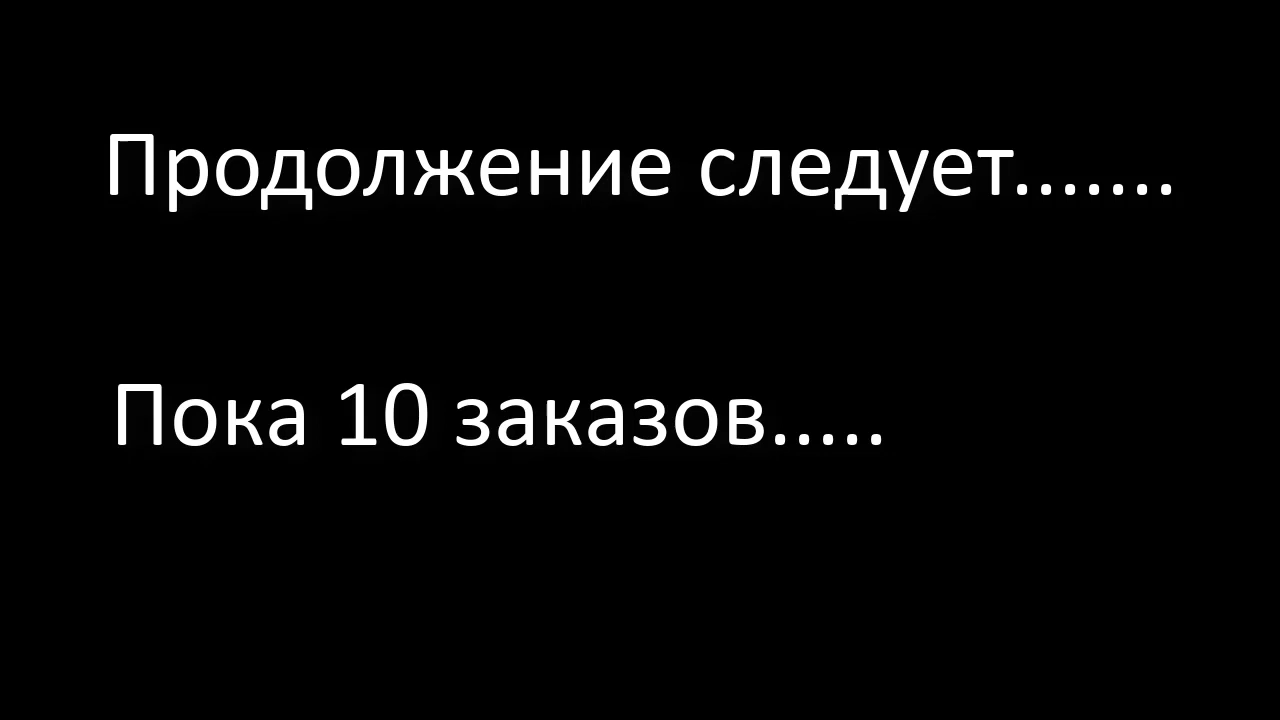 Продолжение следует.......
Пока 10 заказов.....